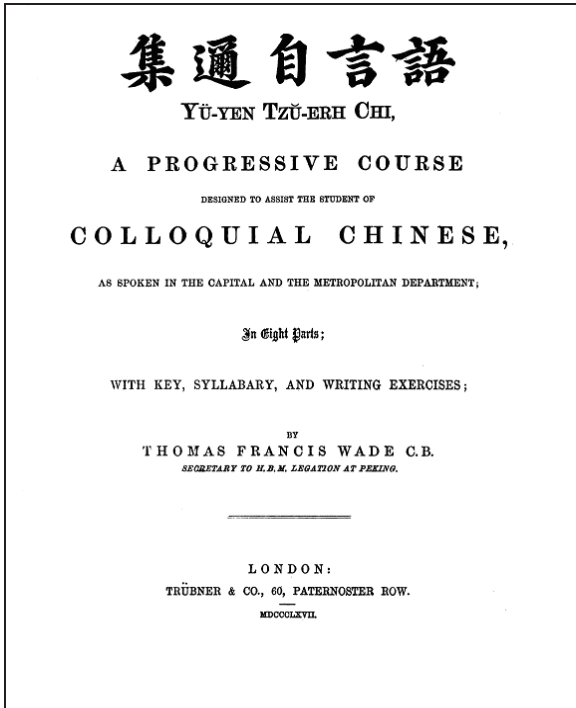 語言自邇集
YÜ-YEN TZŬ-ERH CHI,
A PROGRESSIVE COURSE
DESIGNED TO ASSIST THE STUDENT OF
COLLOQUIAL CHINESE,
AS SPOKEN IN THE CAPITAL AND THE METROPOLITAN DEPARTMENT;
In Eight Parts;
WITH KEY, SYLLABARY, AND WRITING EXERCISES;
BY
THOMAS FRANCIS WADE C.B.
SECRETARY TO H.B.M. LEGATION AT PEKING.
LONDON:
TRÜBNER & CO., 60, PATERNOSTER ROW.
MDCCCLXVII.